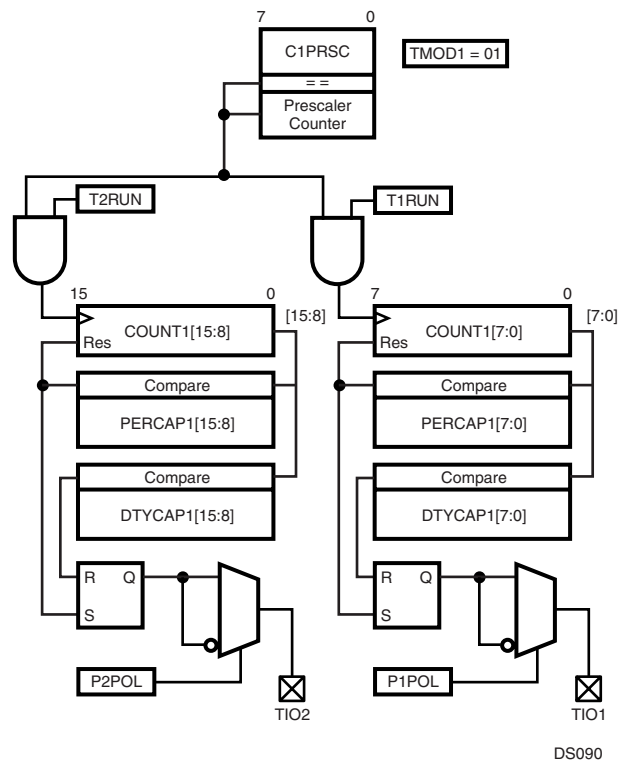 7 0
C1PRSC
TMOD1 = 01
= =
Prescaler
Counter
T2RUN
T1RUN
15 0
[15:8]
7 0
[7:0]
COUNT1[15:8]
Res
COUNT1[7:0]
Res
Compare
PERCAP1[15:8]
Compare
PERCAP1[7:0]
Compare
DTYCAP1[15:8]
Compare
DTYCAP1[7:0]
R Q
S
R Q
S
P2POL
P1POL
TIO2
TIO1
DS090